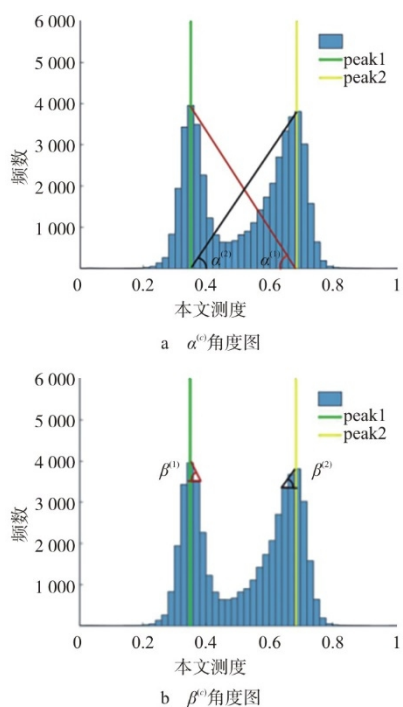 6 000
5 000
4 000
3 000
2 000
1 000
频数
peak1
peak2
α⁽²⁾
α⁽¹⁾
0 0.2 0.4 0.6 0.8 1
本文测度
a α⁽ᶜ⁾角度图
6 000
5 000
4 000
3 000
2 000
1 000
频数
peak1
peak2
β⁽¹⁾
β⁽²⁾
0 0.2 0.4 0.6 0.8 1
本文测度
b β⁽ᶜ⁾角度图